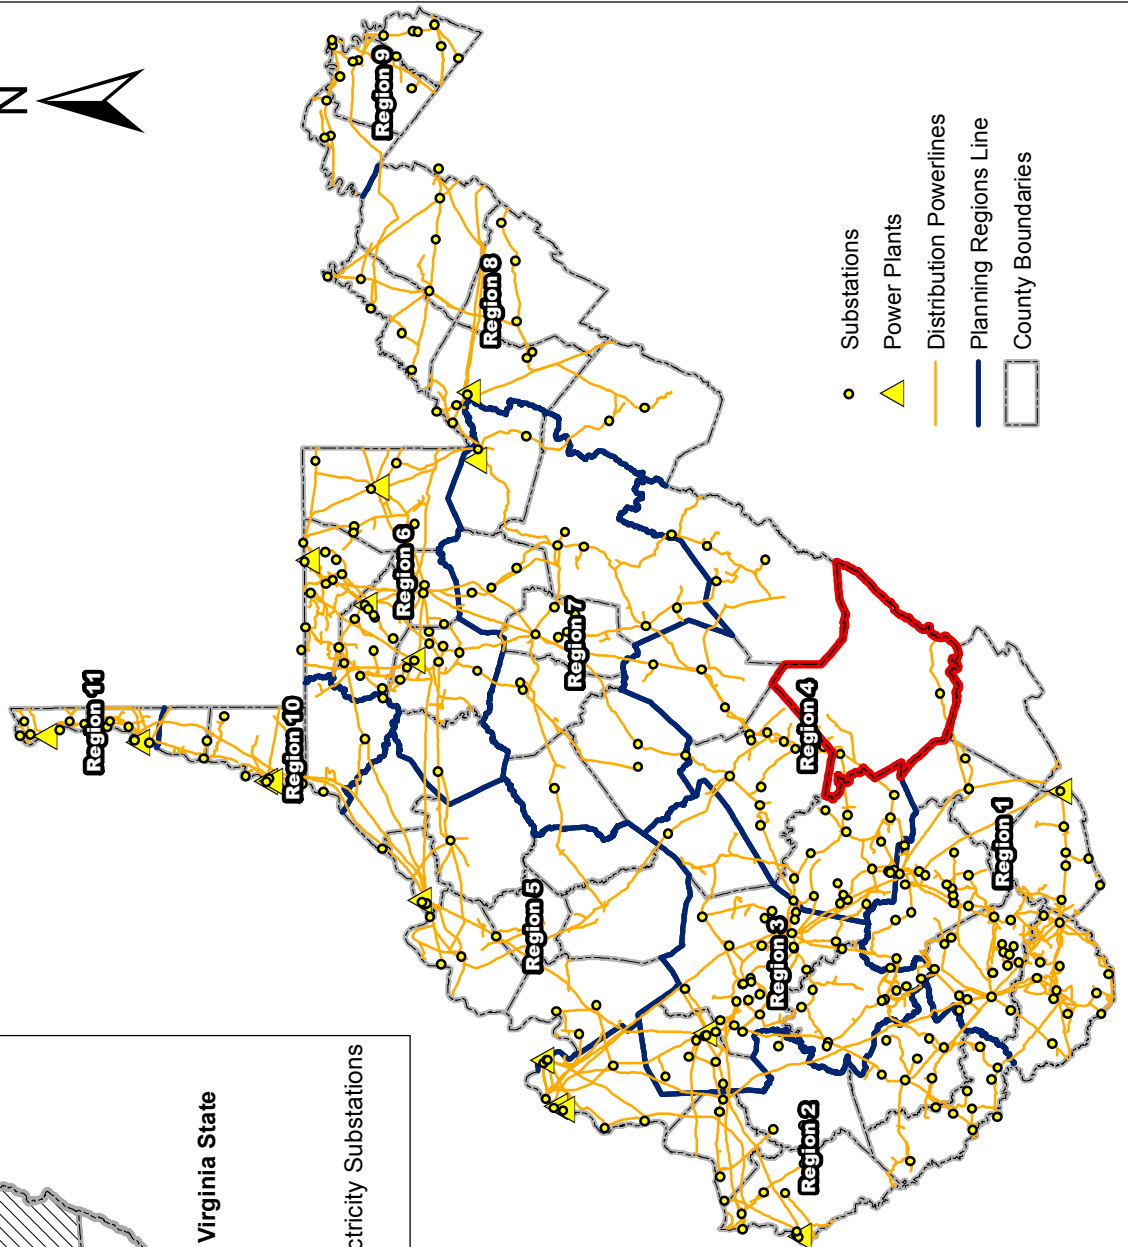 N
Region 11
Region 10
Region 9
Region 8
Region 6
Region 7
Region 5
Region 4
Region 3
Region 2
Region 1
Substations
Power Plants
Distribution Powerlines
Planning Regions Line
County Boundaries
Virginia State
Substations